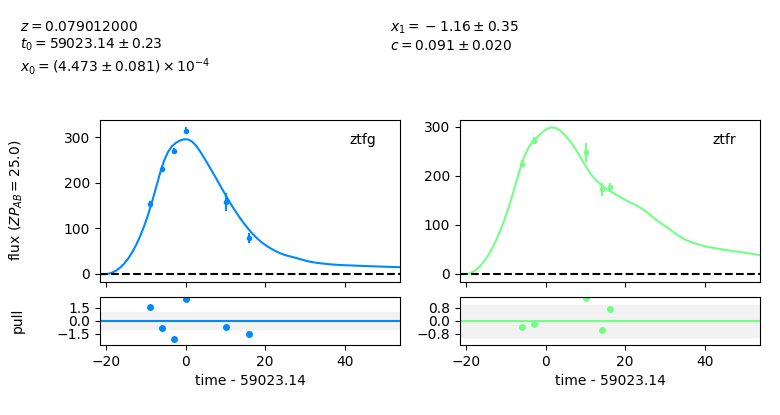 z = 0.079012000
t₀ = 59023.14 ± 0.23
x₀ = (4.473 ± 0.081) × 10⁻⁴
x₁ = −1.16 ± 0.35
c = 0.091 ± 0.020
flux (ZP_AB = 25.0)
300
200
100
0
ztfg
300
200
100
0
ztfr
pull
1.5
0.0
−1.5
−20
0
20
40
time - 59023.14
0.8
0.0
−0.8
−20
0
20
40
time - 59023.14